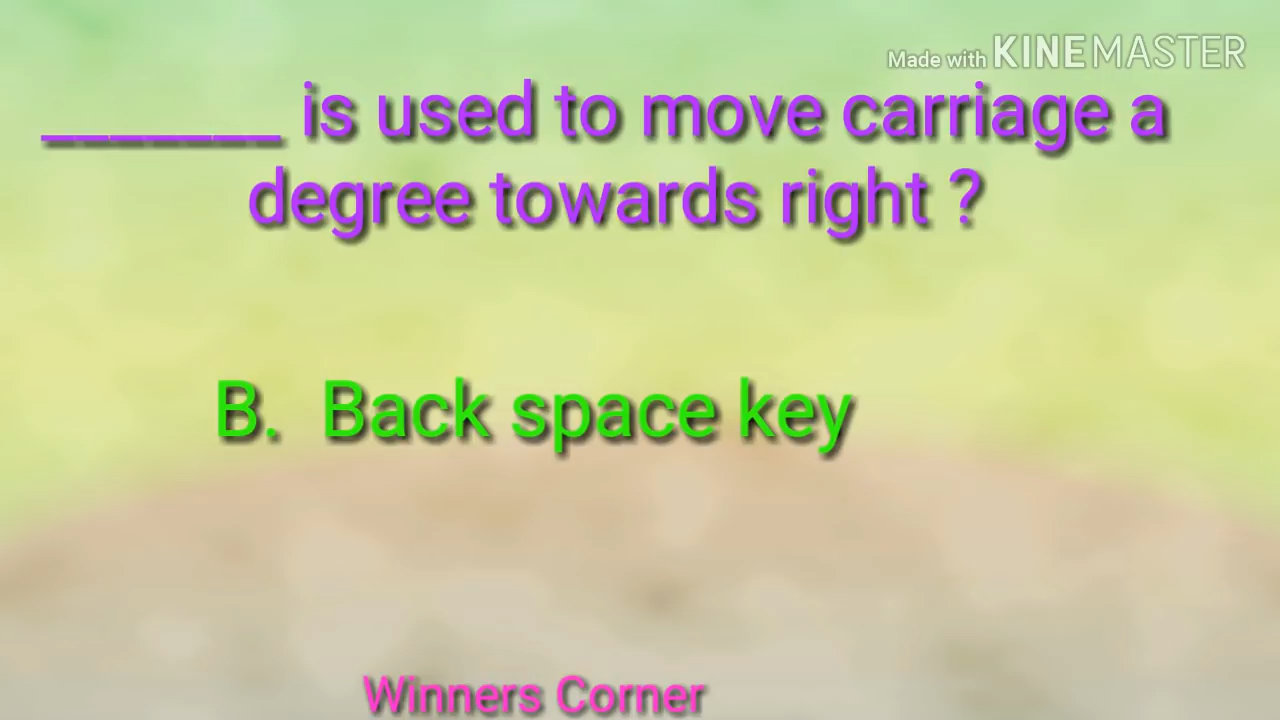 Made with KINEMASTER
_______ is used to move carriage a
degree towards right ?
B. Back space key
Winners Corner